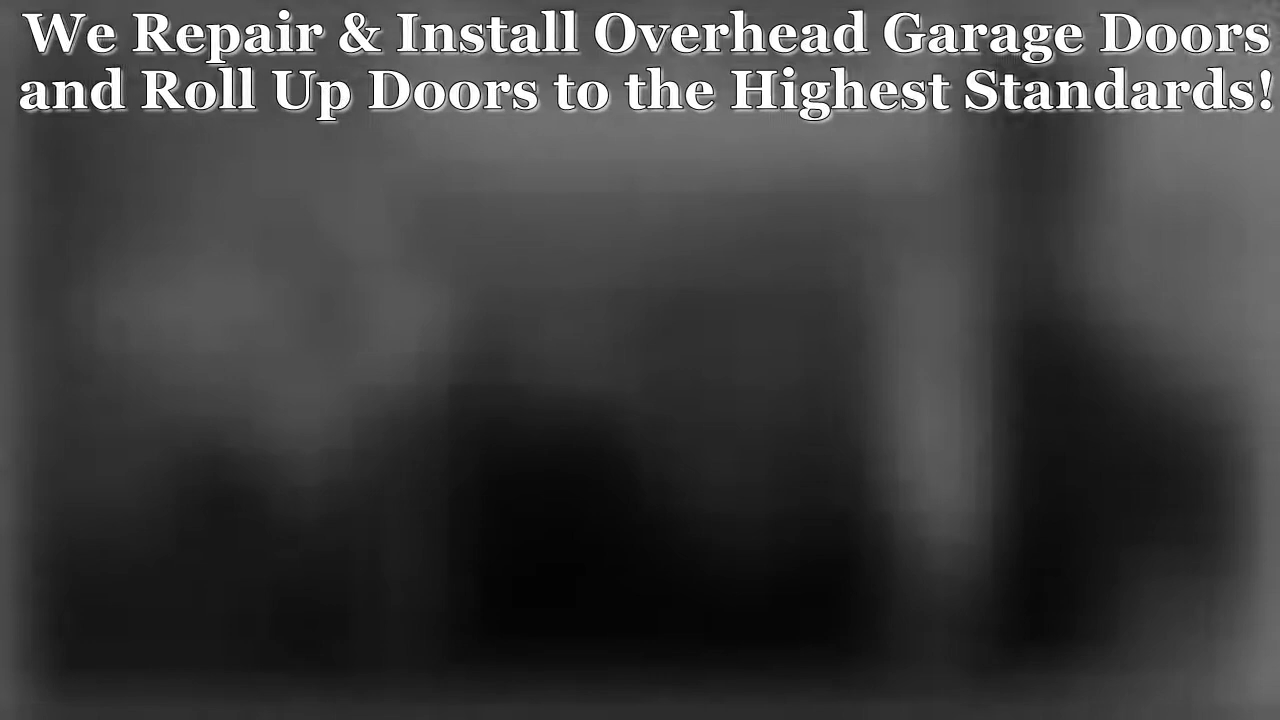 We Repair & Install Overhead Garage Doors
and Roll Up Doors to the Highest Standards!